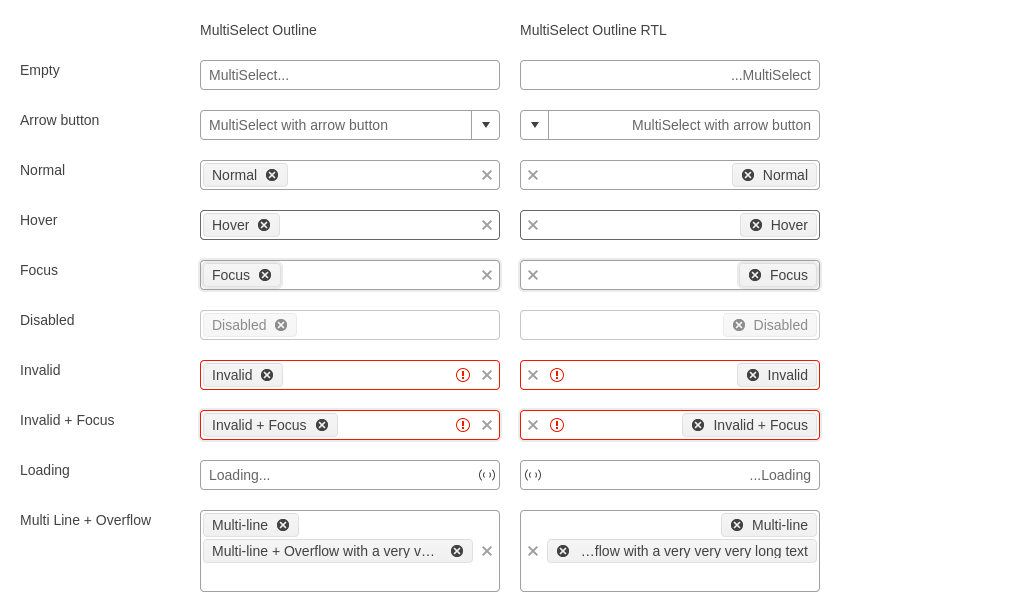 MultiSelect Outline MultiSelect Outline RTL
Empty MultiSelect... ...MultiSelect
Arrow button MultiSelect with arrow button MultiSelect with arrow button
Normal Normal Normal
Hover Hover Hover
Focus Focus Focus
Disabled Disabled Disabled
Invalid Invalid Invalid
Invalid + Focus Invalid + Focus Invalid + Focus
Loading Loading... ...Loading
Multi Line + Overflow Multi-line Multi-line
Multi-line + Overflow with a very v... ...flow with a very very very long text